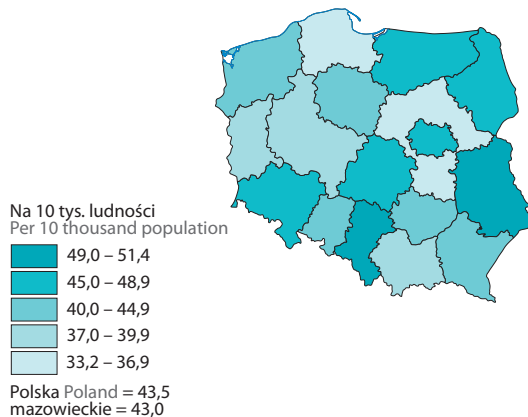 Na 10 tys. ludności
Per 10 thousand population
49,0 – 51,4
45,0 – 48,9
40,0 – 44,9
37,0 – 39,9
33,2 – 36,9
Polska Poland = 43,5
mazowieckie = 43,0